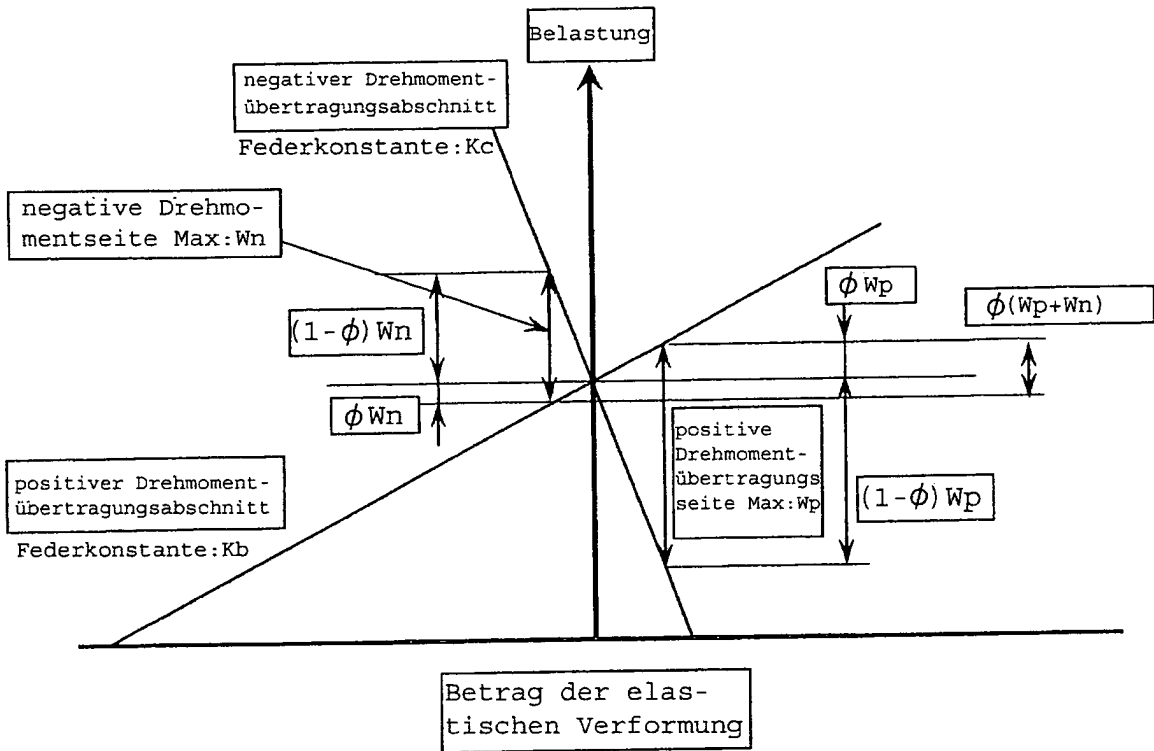 Belastung
negativer Drehmoment-
übertragungsabschnitt
Federkonstante:Kc
negative Drehmo-
mentseite Max:Wn
(1-ϕ)Wn
ϕWn
ϕWp
ϕ(Wp+Wn)
positive
Drehmoment-
übertragungs
seite Max:Wp
(1-ϕ)Wp
positiver Drehmoment-
übertragungsabschnitt
Federkonstante:Kb
Betrag der elas-
tischen Verformung